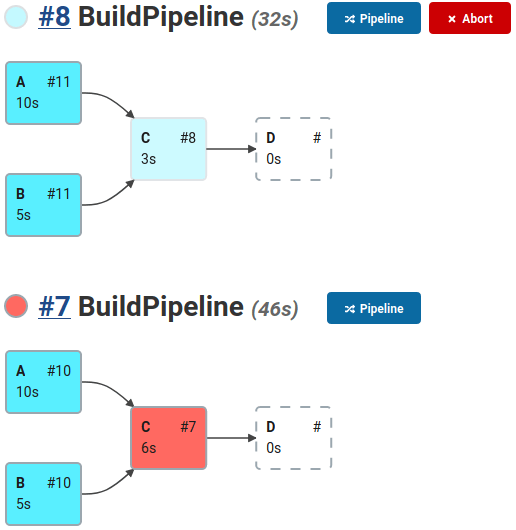 #8 BuildPipeline (32s) Pipeline Abort
A #11
10s
C #8
3s
D #
0s
B #11
5s
#7 BuildPipeline (46s) Pipeline
A #10
10s
C #7
6s
D #
0s
B #10
5s